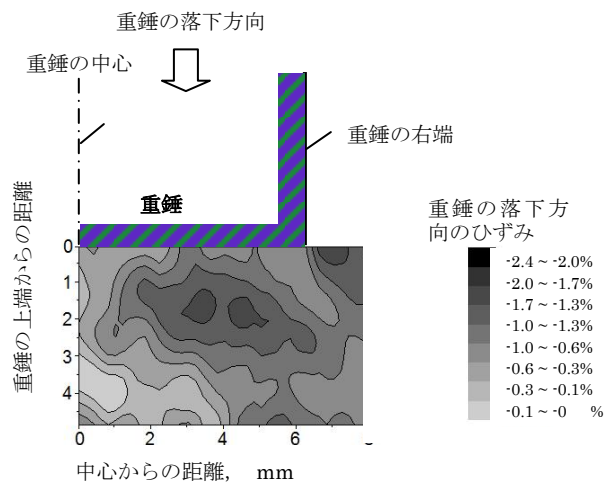 重錘の落下方向
重錘の中心
重錘の右端
重錘
重錘の上端からの距離
0
1
2
3
4
0 2 4 6
中心からの距離， mm
重錘の落下方
向のひずみ
-2.4 ~ -2.0%
-2.0 ~ -1.7%
-1.7 ~ -1.3%
-1.0 ~ -1.3%
-1.0 ~ -0.6%
-0.6 ~ -0.3%
-0.3 ~ -0.1%
-0.1 ~ -0 %